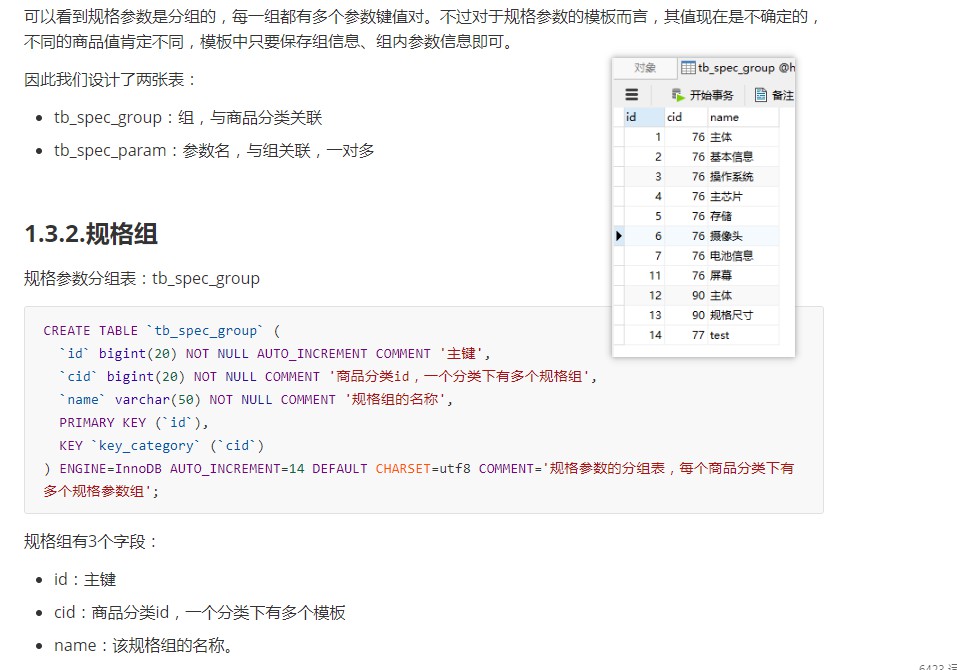 可以看到规格参数是分组的，每一组都有多个参数键值对。不过对于规格参数的模板而言，其值现在是不确定的，
不同的商品值肯定不同，模板中只要保存组信息、组内参数信息即可。
因此我们设计了两张表：
tb_spec_group：组，与商品分类关联
tb_spec_param：参数名，与组关联，一对多
对象 tb_spec_group @h
开始事务 备注
id cid name
1 76 主体
2 76 基本信息
3 76 操作系统
4 76 主芯片
5 76 存储
6 76 摄像头
7 76 电池信息
11 76 屏幕
12 90 主体
13 90 规格尺寸
14 77 test
1.3.2.规格组
规格参数分组表：tb_spec_group
CREATE TABLE `tb_spec_group` (
`id` bigint(20) NOT NULL AUTO_INCREMENT COMMENT '主键',
`cid` bigint(20) NOT NULL COMMENT '商品分类id，一个分类下有多个规格组',
`name` varchar(50) NOT NULL COMMENT '规格组的名称',
PRIMARY KEY (`id`),
KEY `key_category` (`cid`)
) ENGINE=InnoDB AUTO_INCREMENT=14 DEFAULT CHARSET=utf8 COMMENT='规格参数的分组表，每个商品分类下有
多个规格参数组';
规格组有3个字段：
id：主键
cid：商品分类id，一个分类下有多个模板
name：该规格组的名称。